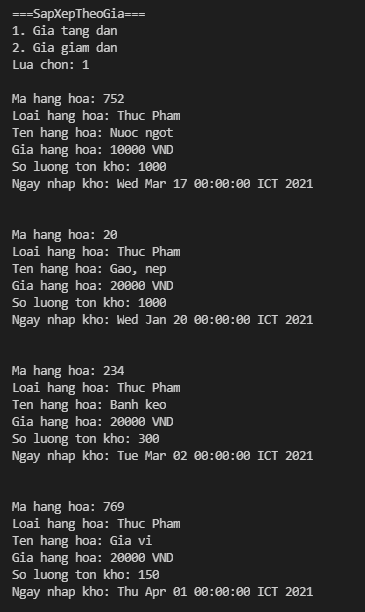 ===SapXepTheoGia===
1. Gia tang dan
2. Gia giam dan
Lua chon: 1
Ma hang hoa: 752
Loai hang hoa: Thuc Pham
Ten hang hoa: Nuoc ngot
Gia hang hoa: 10000 VND
So luong ton kho: 1000
Ngay nhap kho: Wed Mar 17 00:00:00 ICT 2021
Ma hang hoa: 20
Loai hang hoa: Thuc Pham
Ten hang hoa: Gao, nep
Gia hang hoa: 20000 VND
So luong ton kho: 1000
Ngay nhap kho: Wed Jan 20 00:00:00 ICT 2021
Ma hang hoa: 234
Loai hang hoa: Thuc Pham
Ten hang hoa: Banh keo
Gia hang hoa: 20000 VND
So luong ton kho: 300
Ngay nhap kho: Tue Mar 02 00:00:00 ICT 2021
Ma hang hoa: 769
Loai hang hoa: Thuc Pham
Ten hang hoa: Gia vi
Gia hang hoa: 20000 VND
So luong ton kho: 150
Ngay nhap kho: Thu Apr 01 00:00:00 ICT 2021